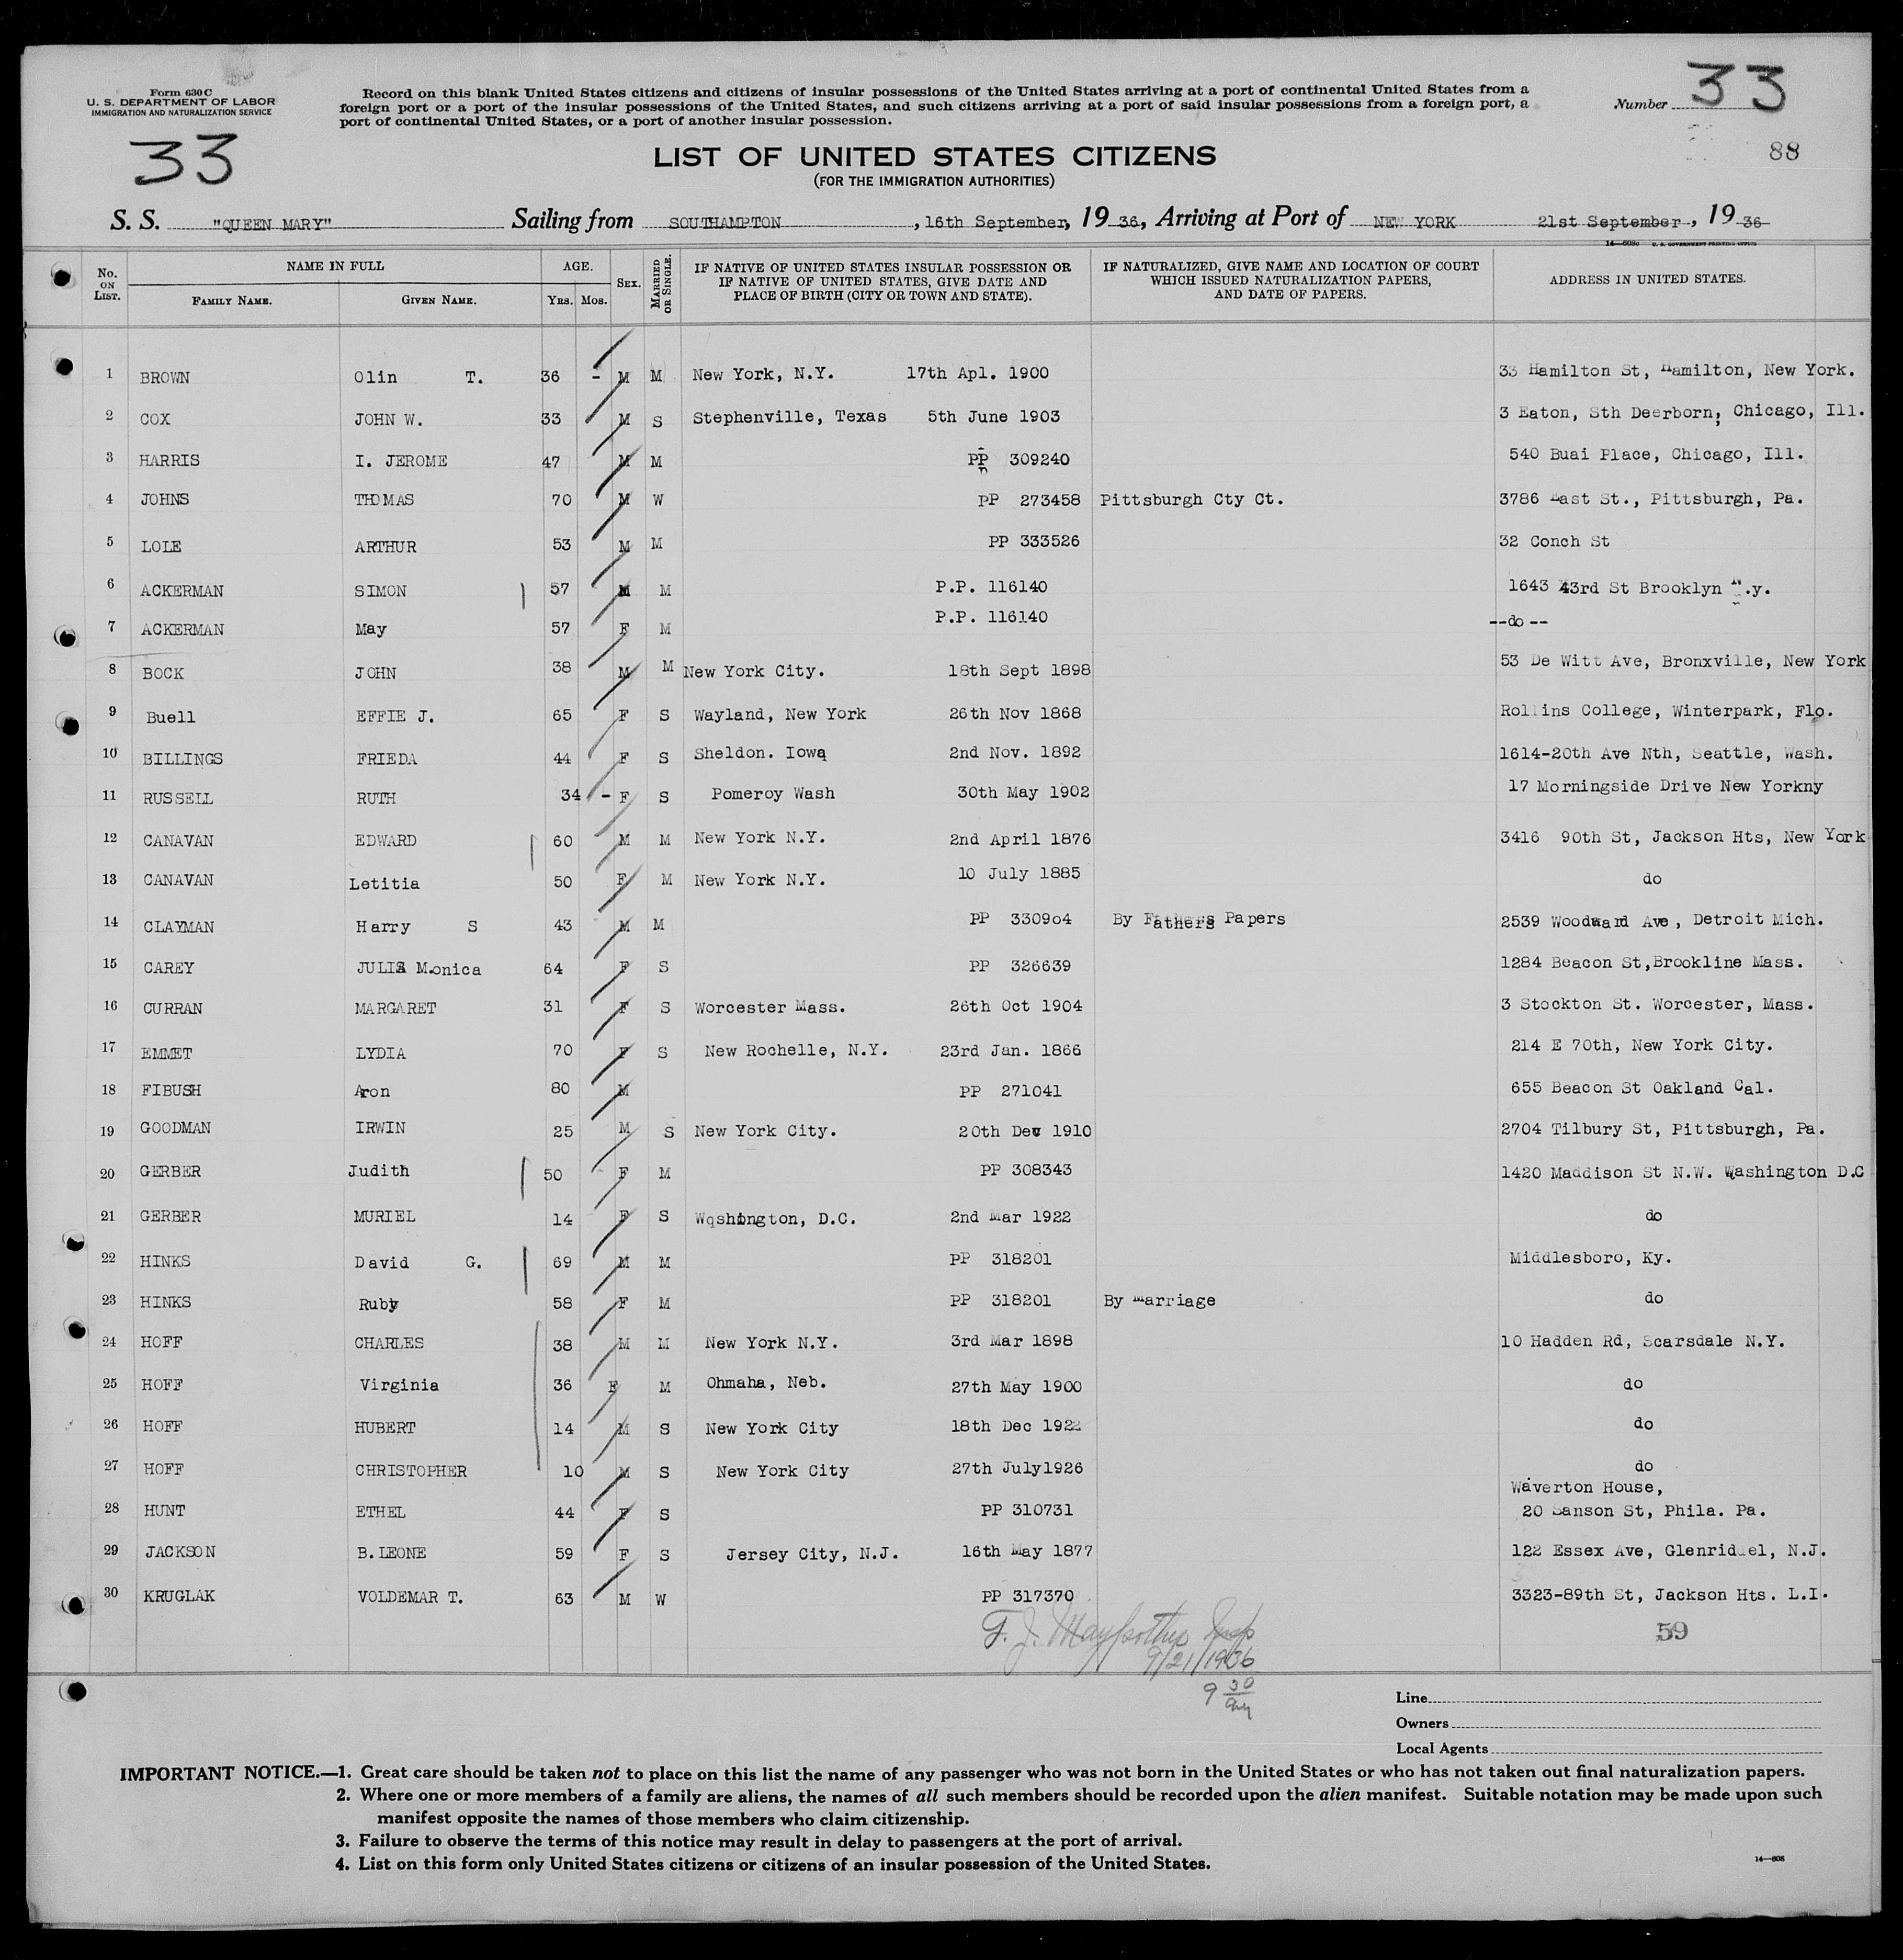 Form 630 C
U. S. DEPARTMENT OF LABOR
IMMIGRATION AND NATURALIZATION SERVICE
Record on this blank United States citizens and citizens of insular possessions of the United States arriving at a port of continental United States from a
foreign port or a port of the insular possessions of the United States, and such citizens arriving at a port of said insular possessions from a foreign port, a
port of continental United States, or a port of another insular possession.
Number 33
33
88
LIST OF UNITED STATES CITIZENS
(FOR THE IMMIGRATION AUTHORITIES)
S. S. "QUEEN MARY" Sailing from SOUTHAMPTON, 16th September, 19 36, Arriving at Port of NEW YORK 21st September, 19 36
14—608c U. S. GOVERNMENT PRINTING OFFICE
No. ON LIST. NAME IN FULL FAMILY NAME. GIVEN NAME. AGE. YRS. MOS. SEX. MARRIED OR SINGLE. IF NATIVE OF UNITED STATES INSULAR POSSESSION OR IF NATIVE OF UNITED STATES, GIVE DATE AND PLACE OF BIRTH (CITY OR TOWN AND STATE). IF NATURALIZED, GIVE NAME AND LOCATION OF COURT WHICH ISSUED NATURALIZATION PAPERS, AND DATE OF PAPERS. ADDRESS IN UNITED STATES.
1 BROWN Olin T. 36 - M M New York, N.Y. 17th Apl. 1900 33 Hamilton St, Hamilton, New York.
2 COX JOHN W. 33 M S Stephenville, Texas 5th June 1903 3 Eaton, Sth Deerborn, Chicago, Ill.
3 HARRIS I. JEROME 47 M M PP 309240 540 Buai Place, Chicago, Ill.
4 JOHNS THOMAS 70 M W PP 273458 Pittsburgh Cty Ct. 3786 East St., Pittsburgh, Pa.
5 LOLE ARTHUR 53 M M PP 333526 32 Conch St
6 ACKERMAN SIMON 57 M M P.P. 116140 1643 43rd St Brooklyn N.y.
7 ACKERMAN May 57 F M P.P. 116140 --do--
8 BOCK JOHN 38 M M New York City. 18th Sept 1898 53 De Witt Ave, Bronxville, New York
9 Buell EFFIE J. 65 F S Wayland, New York 26th Nov 1868 Rollins College, Winterpark, Flo.
10 BILLINGS FRIEDA 44 F S Sheldon. Iowa 2nd Nov. 1892 1614-20th Ave Nth, Seattle, Wash.
11 RUSSELL RUTH 34 - F S Pomeroy Wash 30th May 1902 17 Morningside Drive New Yorkny
12 CANAVAN EDWARD 60 M M New York N.Y. 2nd April 1876 3416 90th St, Jackson Hts, New York
13 CANAVAN Letitia 50 F M New York N.Y. 10 July 1885 do
14 CLAYMAN Harry S 43 M M PP 330904 By Fathers Papers 2539 Woodward Ave, Detroit Mich.
15 CAREY JULIA Monica 64 F S PP 326639 1284 Beacon St,Brookline Mass.
16 CURRAN MARGARET 31 F S Worcester Mass. 26th Oct 1904 3 Stockton St. Worcester, Mass.
17 EMMET LYDIA 70 F S New Rochelle, N.Y. 23rd Jan. 1866 214 E 70th, New York City.
18 FIBUSH Aron 80 M PP 271041 655 Beacon St Oakland Cal.
19 GOODMAN IRWIN 25 M S New York City. 20th Dec 1910 2704 Tilbury St, Pittsburgh, Pa.
20 GERBER Judith 50 F M PP 308343 1420 Maddison St N.W. Washington D.C
21 GERBER MURIEL 14 F S Washington, D.C. 2nd Mar 1922 do
22 HINKS David G. 69 M M PP 318201 Middlesboro, Ky.
23 HINKS Ruby 58 F M PP 318201 By Marriage do
24 HOFF CHARLES 38 M M New York N.Y. 3rd Mar 1898 10 Hadden Rd, Scarsdale N.Y.
25 HOFF Virginia 36 F M Ohmaha, Neb. 27th May 1900 do
26 HOFF HUBERT 14 M S New York City 18th Dec 1922 do
27 HOFF CHRISTOPHER 10 M S New York City 27th July1926 do
Waverton House,
28 HUNT ETHEL 44 F S PP 310731 20 Sanson St, Phila. Pa.
29 JACKSON B.LEONE 59 F S Jersey City, N.J. 16th May 1877 122 Essex Ave, Glenriddel, N.J.
30 KRUGLAK VOLDEMAR T. 63 M W PP 317370 3323-89th St, Jackson Hts. L.I.
F. J. Insp
59
9/21/1936
9 30 am
Line
Owners
Local Agents
IMPORTANT NOTICE.—1. Great care should be taken not to place on this list the name of any passenger who was not born in the United States or who has not taken out final naturalization papers.
2. Where one or more members of a family are aliens, the names of all such members should be recorded upon the alien manifest. Suitable notation may be made upon such
manifest opposite the names of those members who claim citizenship.
3. Failure to observe the terms of this notice may result in delay to passengers at the port of arrival.
4. List on this form only United States citizens or citizens of an insular possession of the United States.
14—608